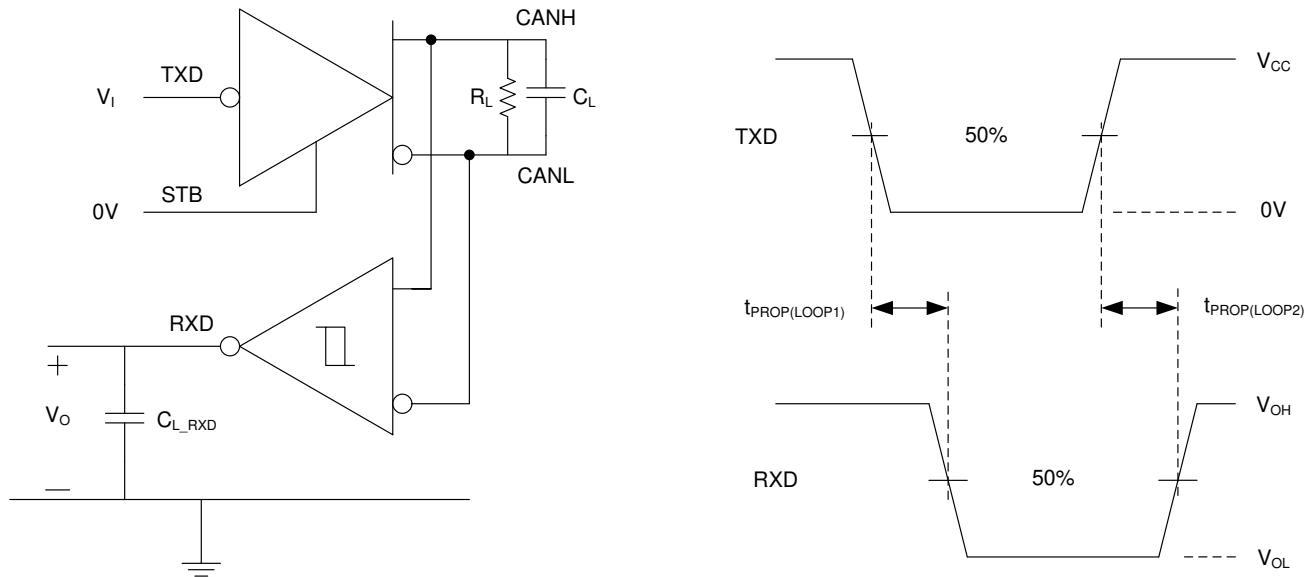 CANH
TXD
V_I
R_L
C_L
CANL
STB
0V
RXD
+
V_O
C_L_RXD
—
V_CC
TXD
50%
0V
t_PROP(LOOP1)
t_PROP(LOOP2)
V_OH
RXD
50%
V_OL